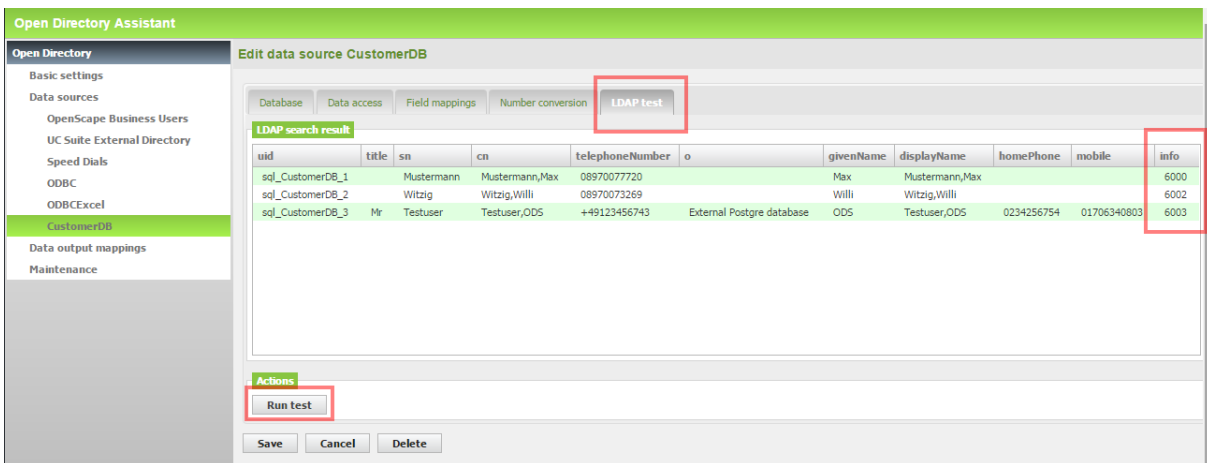 Open Directory Assistant
Open Directory
Basic settings
Data sources
OpenScape Business Users
UC Suite External Directory
Speed Dials
ODBC
ODBCExcel
CustomerDB
Data output mappings
Maintenance
Edit data source CustomerDB
Database Data access Field mappings Number conversion LDAP test
LDAP search result
uid title sn cn telephoneNumber o givenName displayName homePhone mobile info
sql_CustomerDB_1 Mustermann Mustermann,Max 08970077720 Max Mustermann,Max 6000
sql_CustomerDB_2 Witzig Witzig,Willi 08970073269 Willi Witzig,Willi 6002
sql_CustomerDB_3 Mr Testuser Testuser,ODS +49123456743 External Postgre database ODS Testuser,ODS 0234256754 01706340803 6003
Actions
Run test
Save Cancel Delete